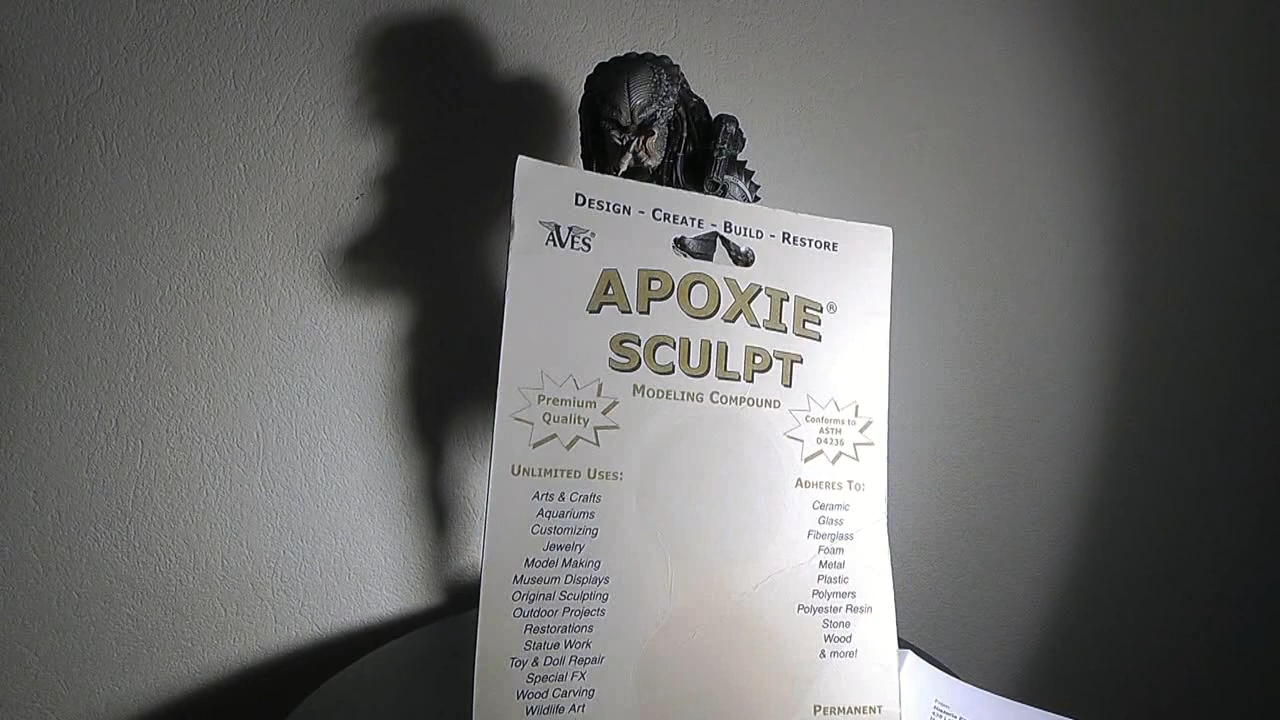 DESIGN - CREATE - BUILD - RESTORE
AVES®
APOXIE®
SCULPT
MODELING COMPOUND
Premium
Quality
Conforms to
ASTM
D4236
UNLIMITED USES:
Arts & Crafts
Aquariums
Customizing
Jewelry
Model Making
Museum Displays
Original Sculpting
Outdoor Projects
Restorations
Statue Work
Toy & Doll Repair
Special FX
Wood Carving
Wildlife Art
ADHERES TO:
Ceramic
Glass
Fiberglass
Foam
Metal
Plastic
Polymers
Polyester Resin
Stone
Wood
& more!
PERMANENT
From: